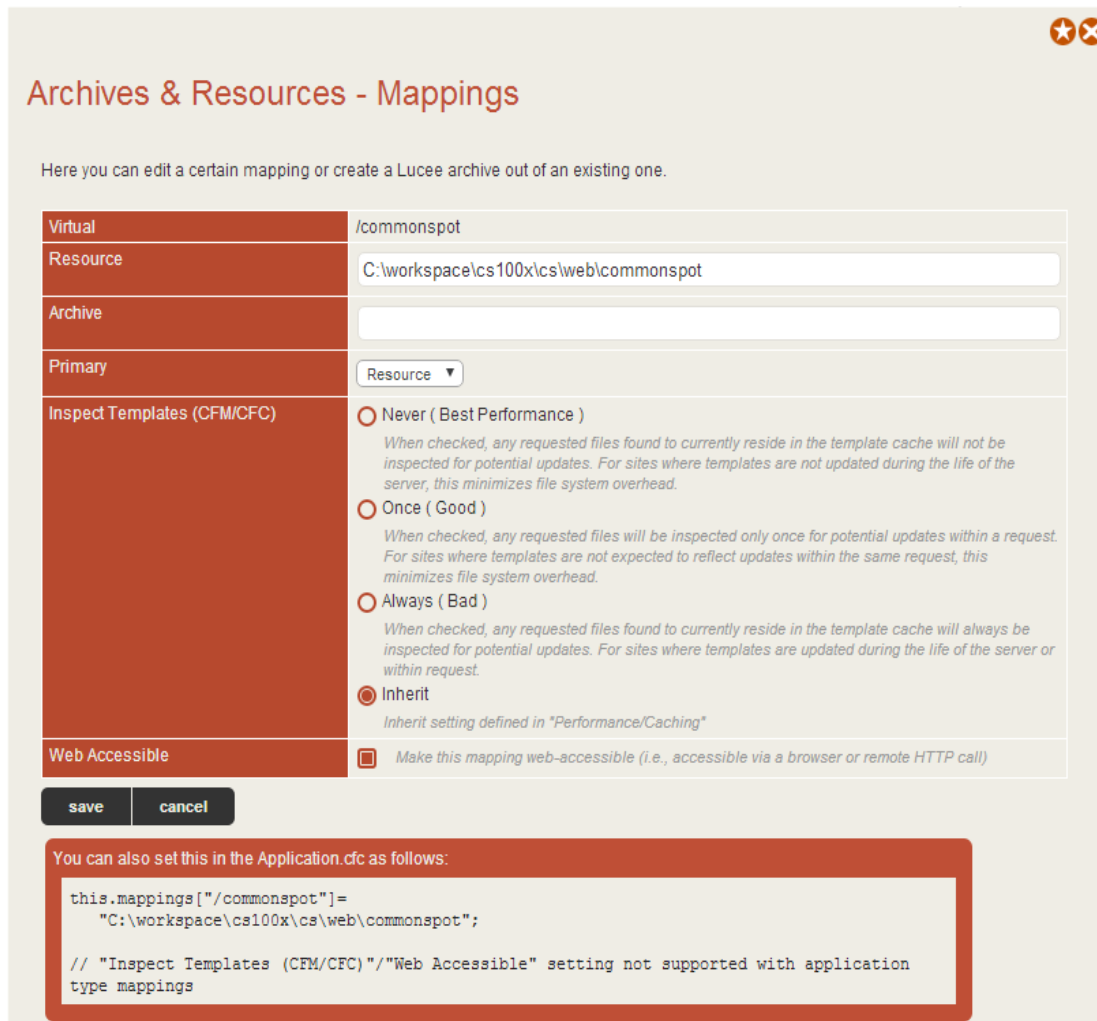 Archives & Resources - Mappings
Here you can edit a certain mapping or create a Lucee archive out of an existing one.
Virtual
/commonspot
Resource
C:\workspace\cs100x\cs\web\commonspot
Archive
Primary
Resource
Inspect Templates (CFM/CFC)
Never ( Best Performance )
When checked, any requested files found to currently reside in the template cache will not be
inspected for potential updates. For sites where templates are not updated during the life of the
server, this minimizes file system overhead.
Once ( Good )
When checked, any requested files will be inspected only once for potential updates within a request.
For sites where templates are not expected to reflect updates within the same request, this
minimizes file system overhead.
Always ( Bad )
When checked, any requested files found to currently reside in the template cache will always be
inspected for potential updates. For sites where templates are updated during the life of the server or
within request.
Inherit
Inherit setting defined in "Performance/Caching"
Web Accessible
Make this mapping web-accessible (i.e., accessible via a browser or remote HTTP call)
save
cancel
You can also set this in the Application.cfc as follows:
this.mappings["/commonspot"]=
"C:\workspace\cs100x\cs\web\commonspot";
// "Inspect Templates (CFM/CFC)"/"Web Accessible" setting not supported with application
type mappings